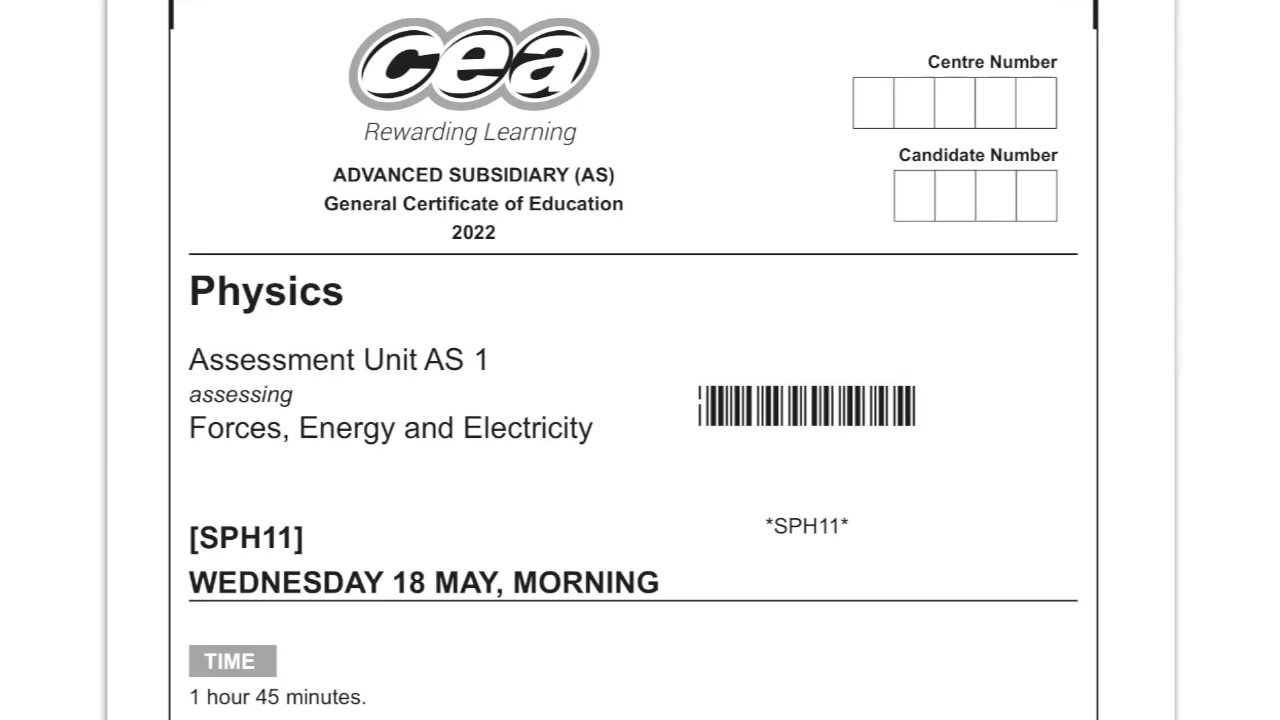 cea
Rewarding Learning
ADVANCED SUBSIDIARY (AS)
General Certificate of Education
2022
Centre Number
Candidate Number
Physics
Assessment Unit AS 1
assessing
Forces, Energy and Electricity
[SPH11]
*SPH11*
WEDNESDAY 18 MAY, MORNING
TIME
1 hour 45 minutes.